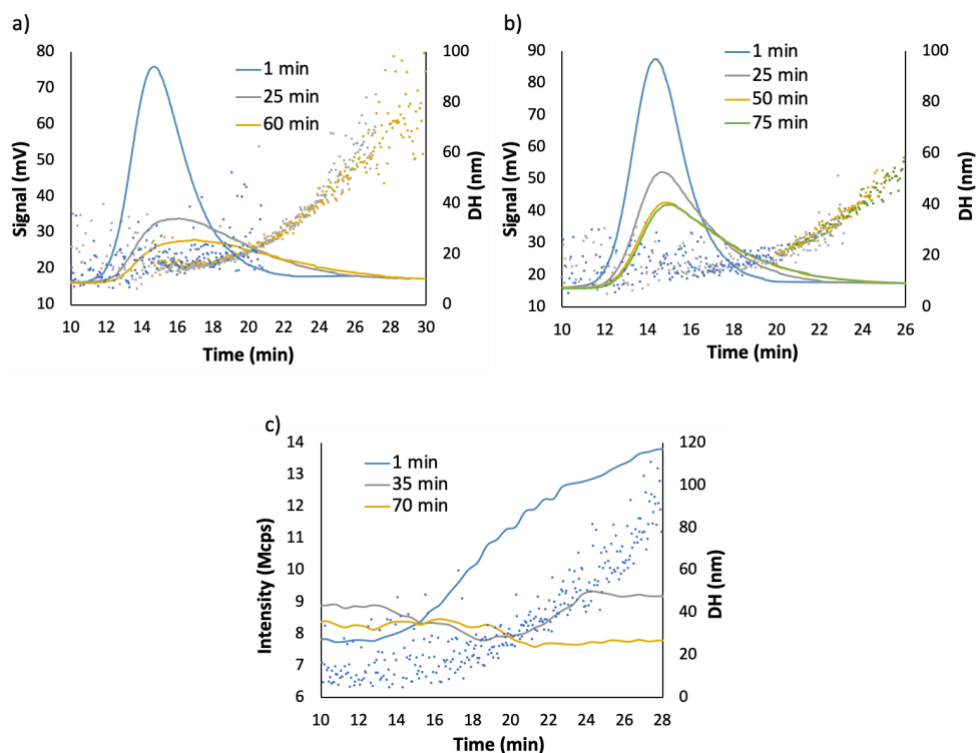 a)
80
70
60
50
40
30
20
10
Signal (mV)
1 min
25 min
60 min
100
80
60
40
20
0
DH (nm)
10 12 14 16 18 20 22 24 26 28 30
Time (min)
b)
90
80
70
60
50
40
30
20
10
Signal (mV)
1 min
25 min
50 min
75 min
100
80
60
40
20
0
DH (nm)
10 12 14 16 18 20 22 24 26
Time (min)
c)
14
13
12
11
10
9
8
7
6
Intensity (Mcps)
1 min
35 min
70 min
120
100
80
60
40
20
0
DH (nm)
10 12 14 16 18 20 22 24 26 28
Time (min)